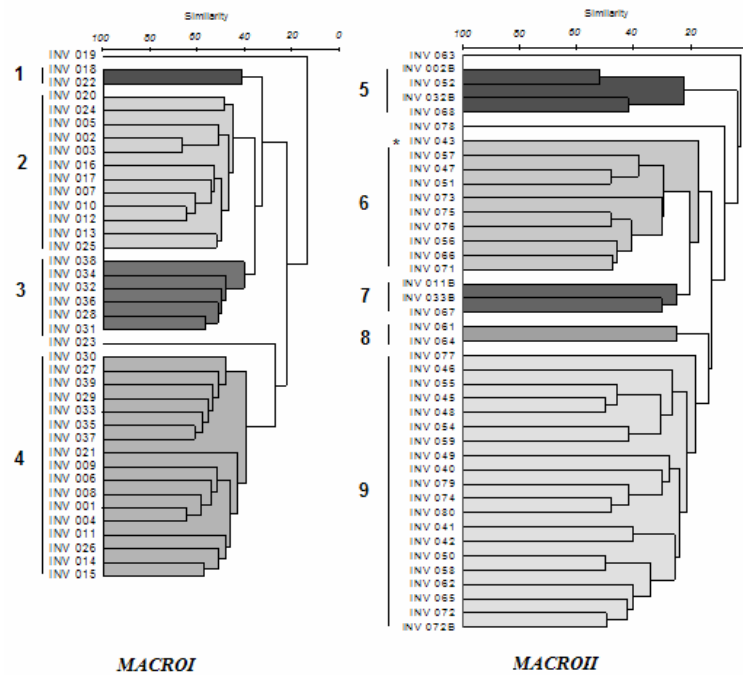 Similarity
100 80 60 40 20 0
INV 019
1
INV 018
INV 022
2
INV 020
INV 024
INV 005
INV 002
INV 003
INV 016
INV 017
INV 007
INV 010
INV 012
INV 013
INV 025
3
INV 038
INV 034
INV 032
INV 036
INV 028
INV 031
INV 023
4
INV 030
INV 027
INV 039
INV 029
INV 033
INV 035
INV 037
INV 021
INV 009
INV 006
INV 008
INV 001
INV 004
INV 011
INV 026
INV 014
INV 015
MACROI
Similarity
100 80 60 40 20
INV 063
5
INV 002B
INV 052
INV 032B
INV 068
INV 078
* INV 043
6
INV 057
INV 047
INV 051
INV 073
INV 075
INV 076
INV 056
INV 066
INV 071
7
INV 011B
INV 033B
INV 067
8
INV 061
INV 064
9
INV 077
INV 046
INV 055
INV 045
INV 048
INV 054
INV 059
INV 049
INV 040
INV 079
INV 074
INV 080
INV 041
INV 042
INV 050
INV 058
INV 062
INV 065
INV 072
INV 072B
MACROII